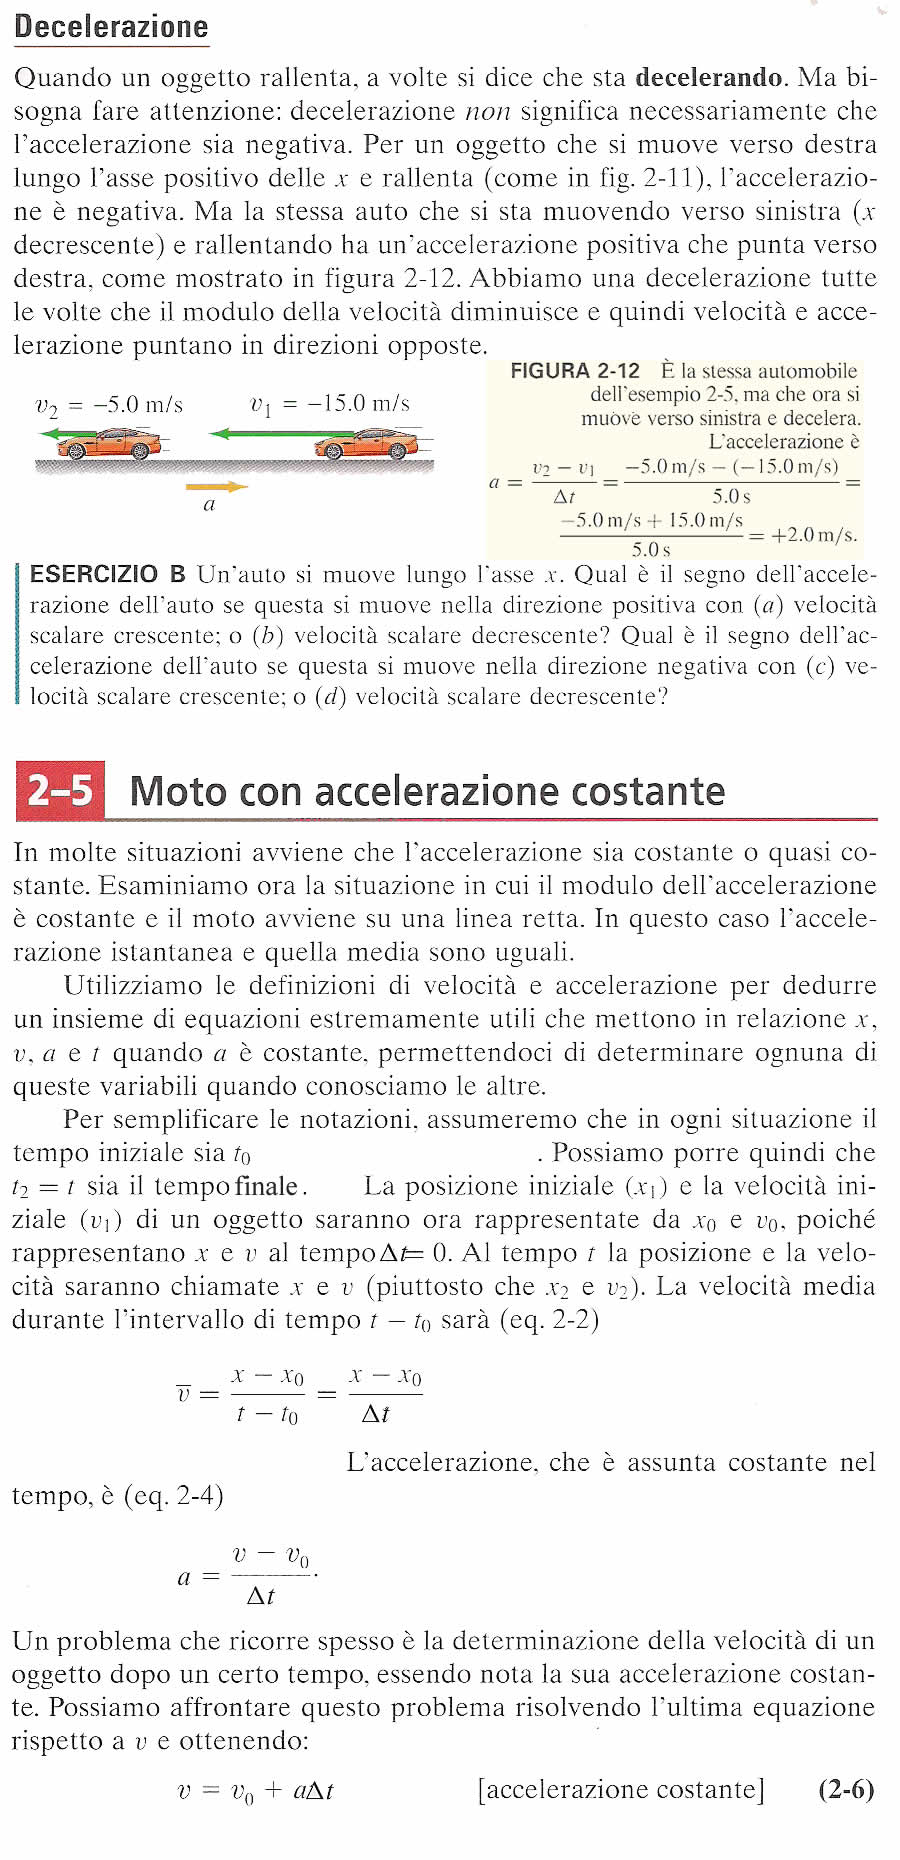 Decelerazione
Quando un oggetto rallenta, a volte si dice che sta decelerando. Ma bi-
sogna fare attenzione: decelerazione non significa necessariamente che
l'accelerazione sia negativa. Per un oggetto che si muove verso destra
lungo l'asse positivo delle x e rallenta (come in fig. 2-11), l'accelerazio-
ne è negativa. Ma la stessa auto che si sta muovendo verso sinistra (x
decrescente) e rallentando ha un'accelerazione positiva che punta verso
destra, come mostrato in figura 2-12. Abbiamo una decelerazione tutte
le volte che il modulo della velocità diminuisce e quindi velocità e acce-
lerazione puntano in direzioni opposte.
v₂ = −5.0 m/s v₁ = −15.0 m/s
a
FIGURA 2-12 È la stessa automobile
dell'esempio 2-5, ma che ora si
muove verso sinistra e decelera.
L'accelerazione è
a = (v₂ − v₁)/Δt = (−5.0 m/s − (−15.0 m/s))/5.0 s =
(−5.0 m/s + 15.0 m/s)/5.0 s = +2.0 m/s.
ESERCIZIO B Un'auto si muove lungo l'asse x. Qual è il segno dell'accele-
razione dell'auto se questa si muove nella direzione positiva con (a) velocità
scalare crescente; o (b) velocità scalare decrescente? Qual è il segno dell'ac-
celerazione dell'auto se questa si muove nella direzione negativa con (c) ve-
locità scalare crescente; o (d) velocità scalare decrescente?
2–5 Moto con accelerazione costante
In molte situazioni avviene che l'accelerazione sia costante o quasi co-
stante. Esaminiamo ora la situazione in cui il modulo dell'accelerazione
è costante e il moto avviene su una linea retta. In questo caso l'accele-
razione istantanea e quella media sono uguali.
Utilizziamo le definizioni di velocità e accelerazione per dedurre
un insieme di equazioni estremamente utili che mettono in relazione x,
v, a e t quando a è costante, permettendoci di determinare ognuna di
queste variabili quando conosciamo le altre.
Per semplificare le notazioni, assumeremo che in ogni situazione il
tempo iniziale sia t₀ . Possiamo porre quindi che
t₂ = t sia il tempo finale. La posizione iniziale (x₁) e la velocità ini-
ziale (v₁) di un oggetto saranno ora rappresentate da x₀ e v₀, poiché
rappresentano x e v al tempo Δt= 0. Al tempo t la posizione e la velo-
cità saranno chiamate x e v (piuttosto che x₂ e v₂). La velocità media
durante l'intervallo di tempo t − t₀ sarà (eq. 2-2)
v̄ = (x − x₀)/(t − t₀) = (x − x₀)/Δt
L'accelerazione, che è assunta costante nel
tempo, è (eq. 2-4)
a = (v − v₀)/Δt.
Un problema che ricorre spesso è la determinazione della velocità di un
oggetto dopo un certo tempo, essendo nota la sua accelerazione costan-
te. Possiamo affrontare questo problema risolvendo l'ultima equazione
rispetto a v e ottenendo:
v = v₀ + aΔt [accelerazione costante] (2-6)